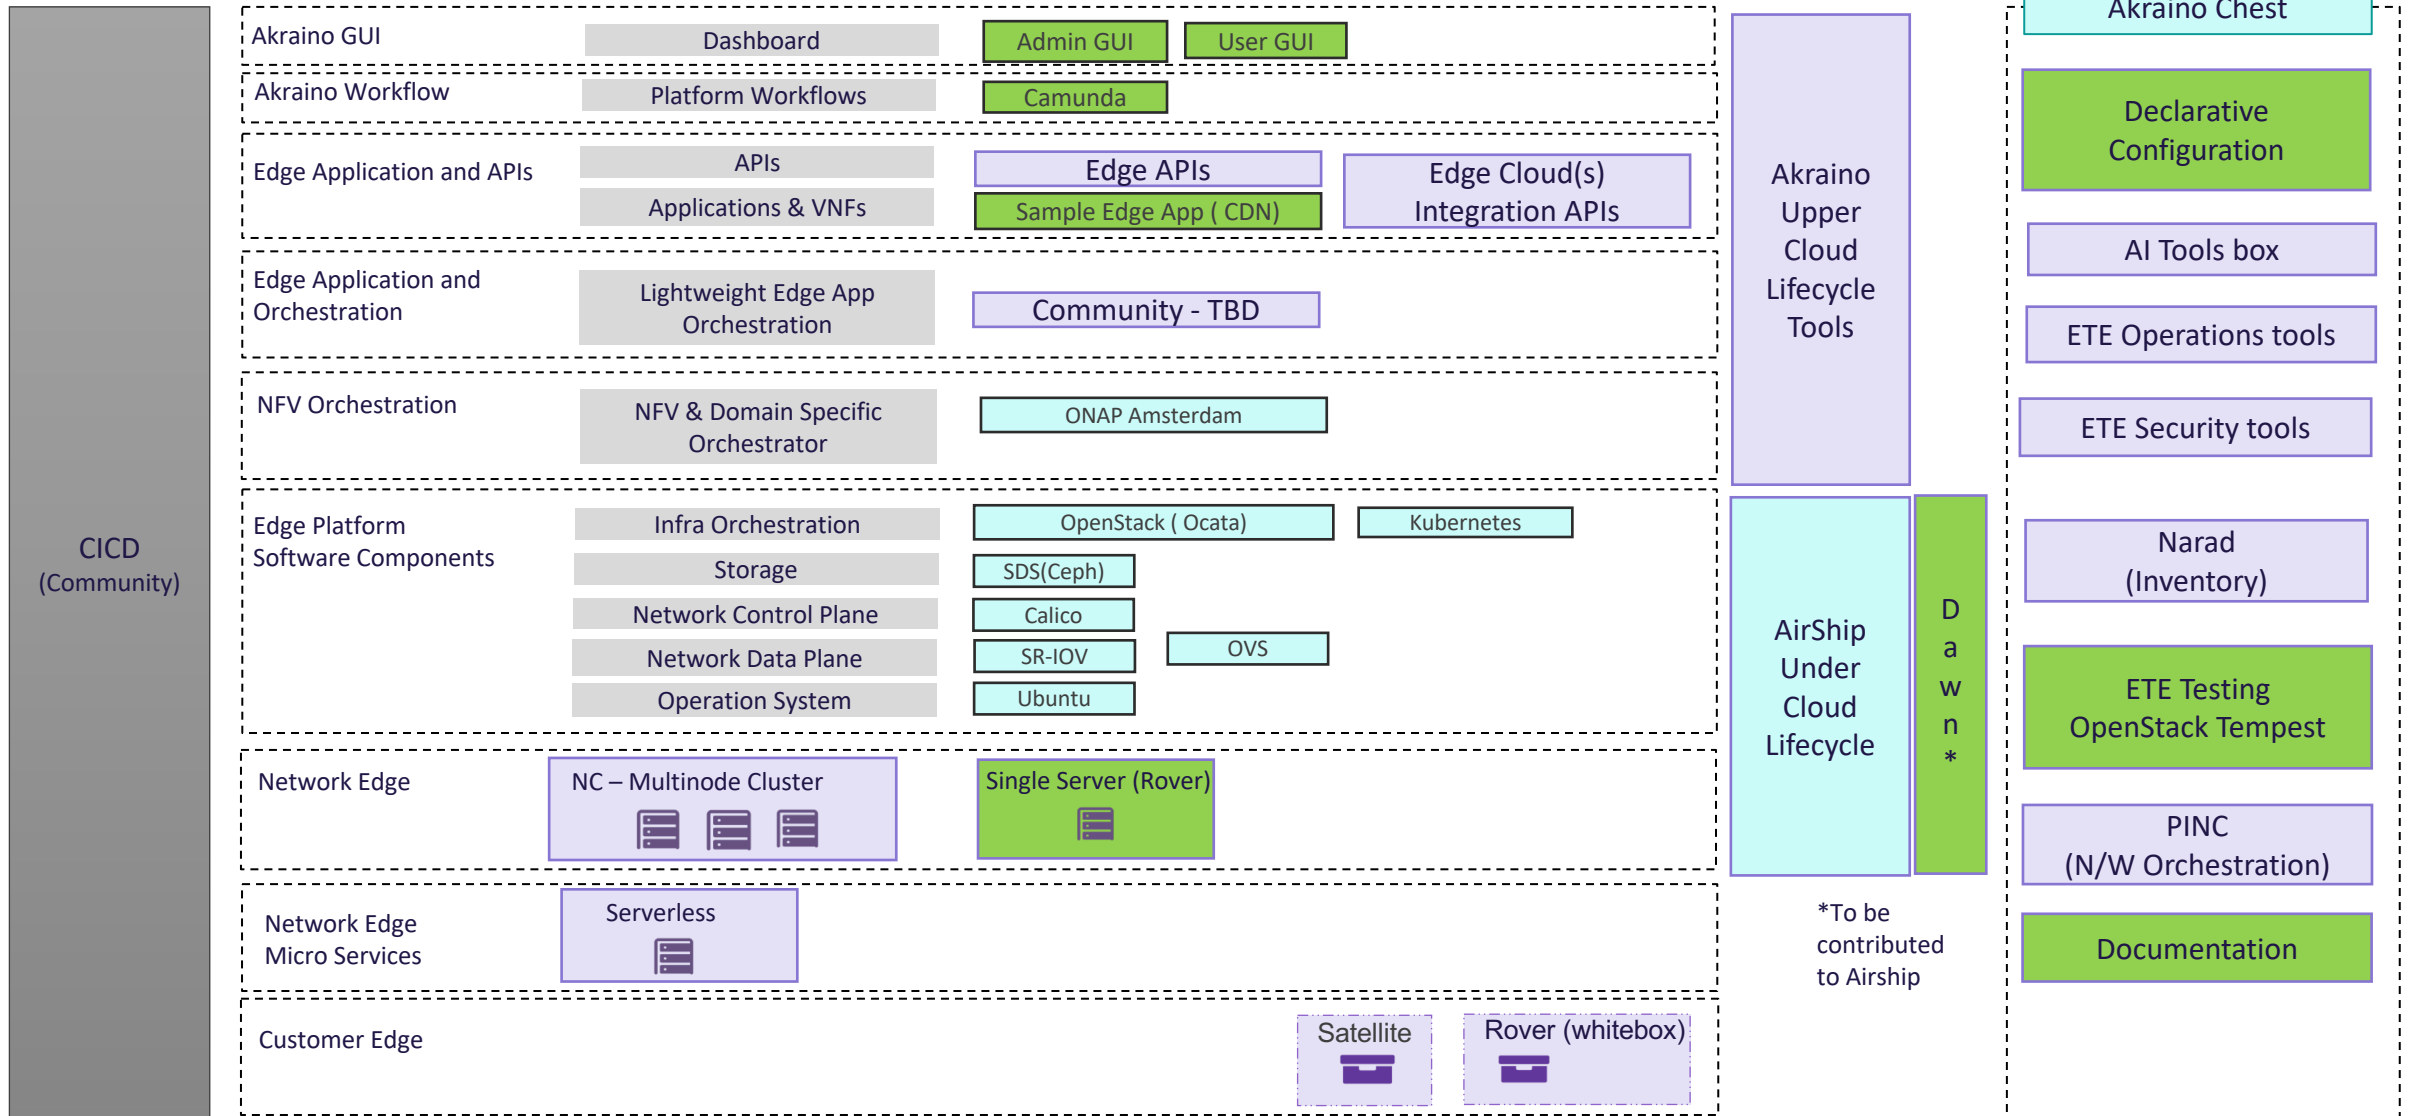 CICD
(Community)
Akraino GUI
Dashboard
Admin GUI
User GUI
Akraino Workflow
Platform Workflows
Camunda
Edge Application and APIs
APIs
Applications & VNFs
Edge APIs
Sample Edge App ( CDN)
Edge Cloud(s)
Integration APIs
Edge Application and
Orchestration
Lightweight Edge App
Orchestration
Community - TBD
NFV Orchestration
NFV & Domain Specific
Orchestrator
ONAP Amsterdam
Edge Platform
Software Components
Infra Orchestration
OpenStack ( Ocata)
Kubernetes
Storage
SDS(Ceph)
Network Control Plane
Calico
Network Data Plane
SR-IOV
OVS
Operation System
Ubuntu
Network Edge
NC – Multinode Cluster
Single Server (Rover)
Network Edge
Micro Services
Serverless
Customer Edge
Satellite
Rover (whitebox)
Akraino
Upper
Cloud
Lifecycle
Tools
AirShip
Under
Cloud
Lifecycle
D
a
w
n
*
*To be
contributed
to Airship
Akraino Chest
Declarative
Configuration
AI Tools box
ETE Operations tools
ETE Security tools
Narad
(Inventory)
ETE Testing
OpenStack Tempest
PINC
(N/W Orchestration)
Documentation